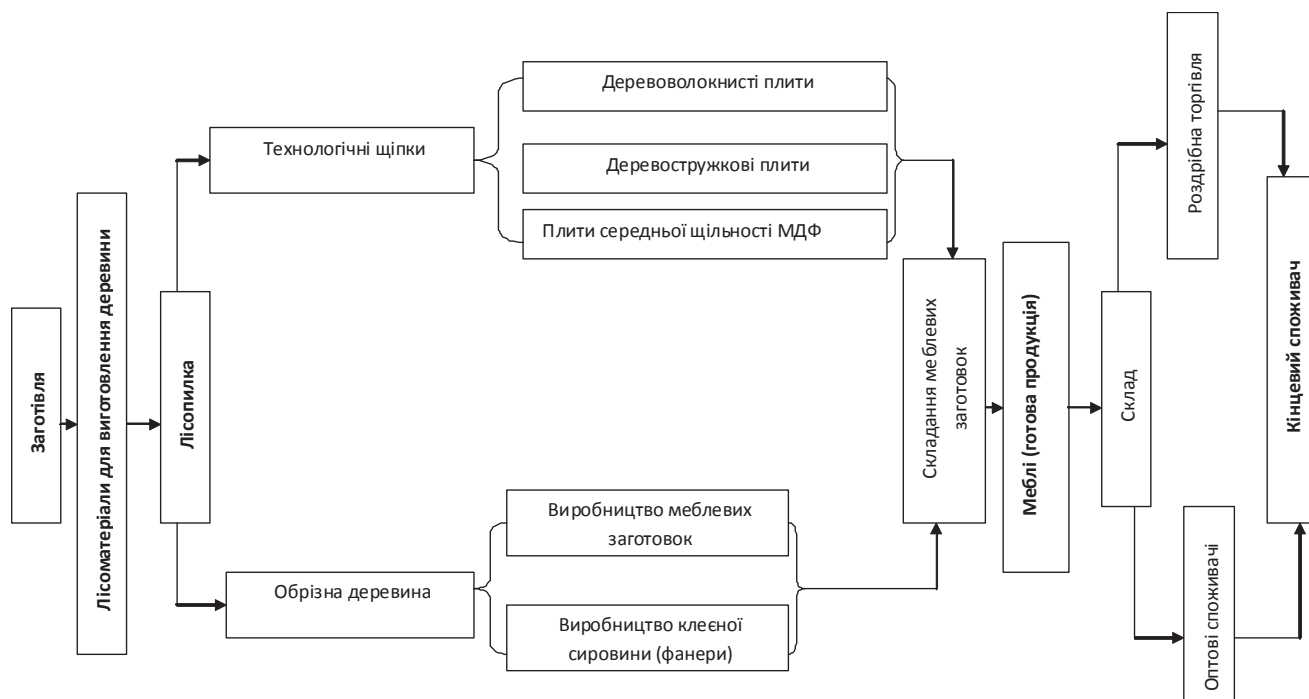 Заготівля
Лісоматеріали для виготовлення деревини
Лісопилка
Технологічні щіпки
Деревоволокнисті плити
Деревостружкові плити
Плити середньої щільності МДФ
Обрізна деревина
Виробництво меблевих
заготовок
Виробництво клеєної
сировини (фанери)
Складання меблевих
заготовок
Меблі (готова продукція)
Склад
Роздрібна торгівля
Оптові споживачі
Кінцевий споживач